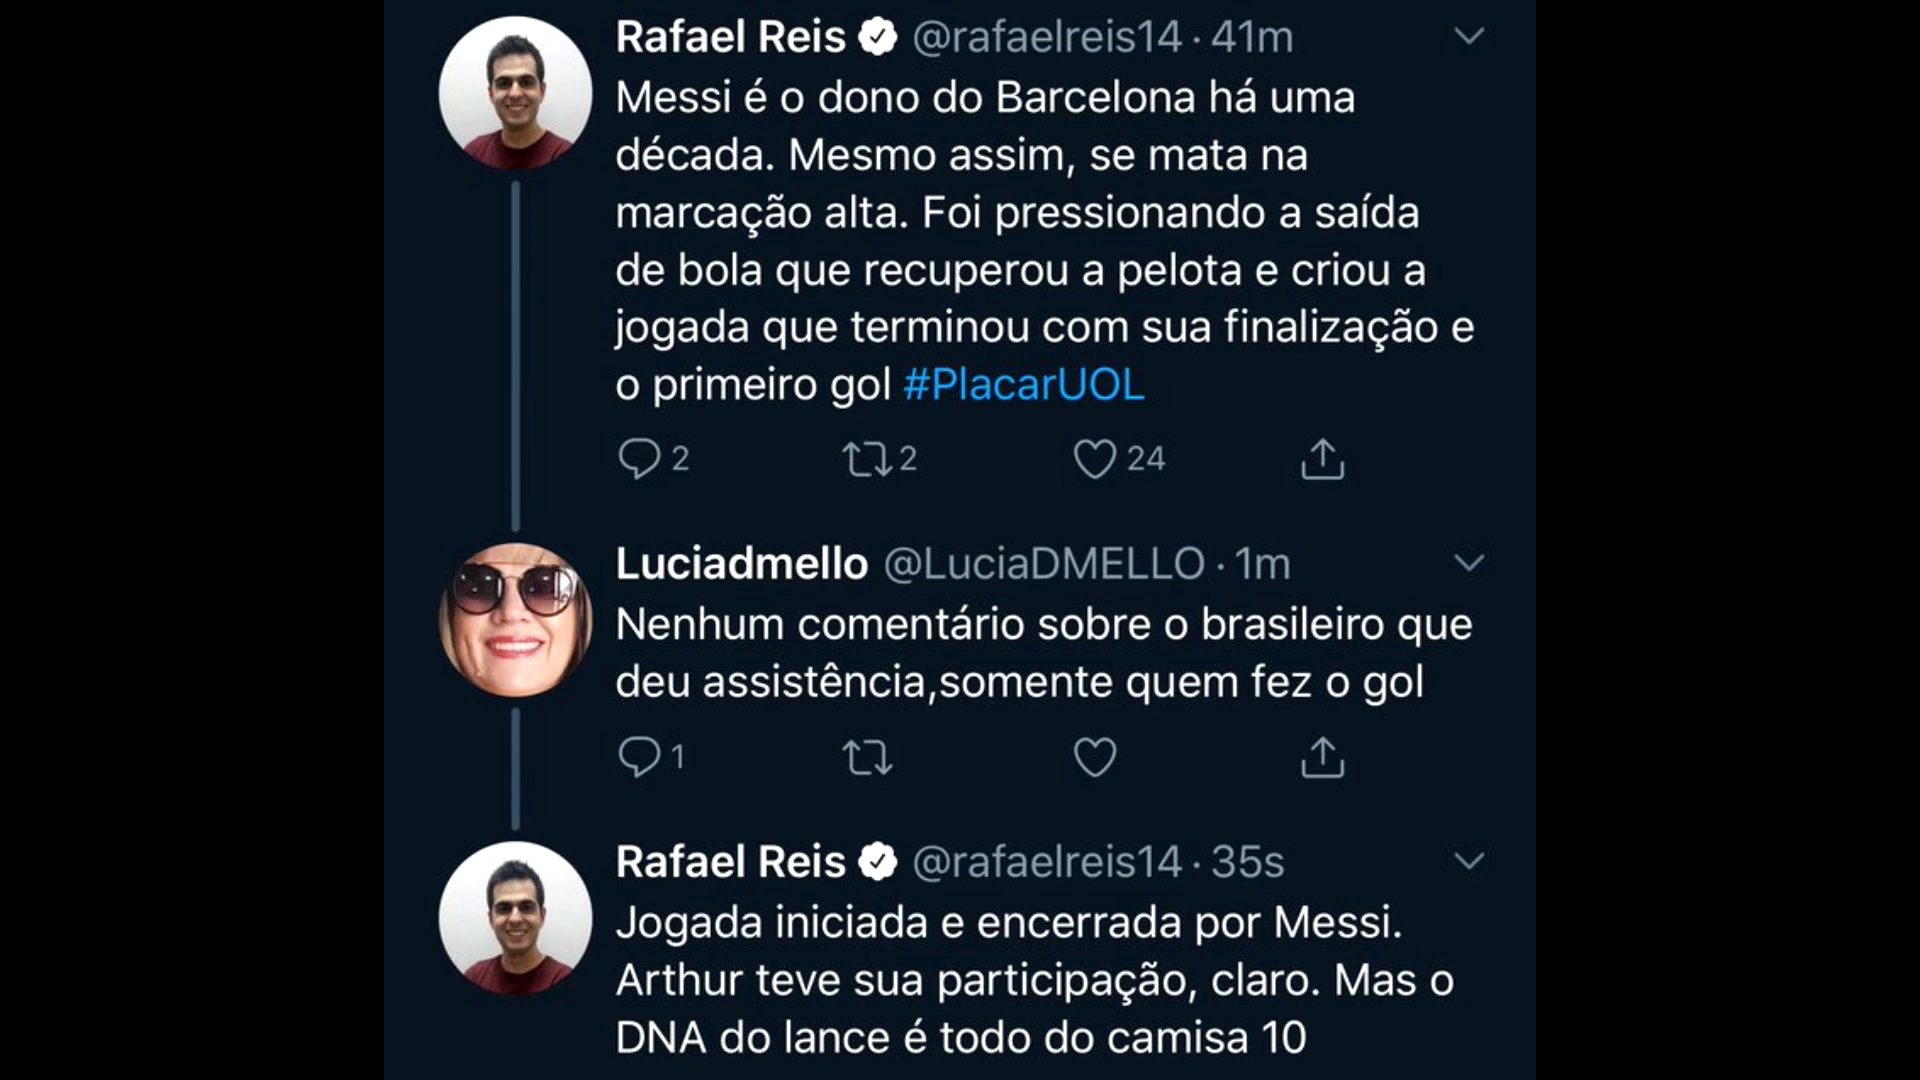 Rafael Reis @rafaelreis14 · 41m
Messi é o dono do Barcelona há uma
década. Mesmo assim, se mata na
marcação alta. Foi pressionando a saída
de bola que recuperou a pelota e criou a
jogada que terminou com sua finalização e
o primeiro gol #PlacarUOL
2 2 24
Luciadmello @LuciaDMELLO · 1m
Nenhum comentário sobre o brasileiro que
deu assistência,somente quem fez o gol
1
Rafael Reis @rafaelreis14 · 35s
Jogada iniciada e encerrada por Messi.
Arthur teve sua participação, claro. Mas o
DNA do lance é todo do camisa 10